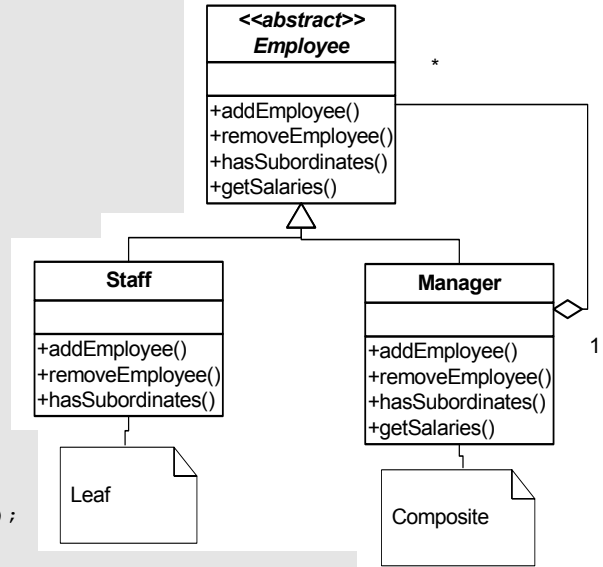 <<abstract>>
Employee
*
+addEmployee()
+removeEmployee()
+hasSubordinates()
+getSalaries()
Staff
+addEmployee()
+removeEmployee()
+hasSubordinates()
Manager
+addEmployee()
+removeEmployee()
+hasSubordinates()
+getSalaries()
1
Leaf
Composite
);